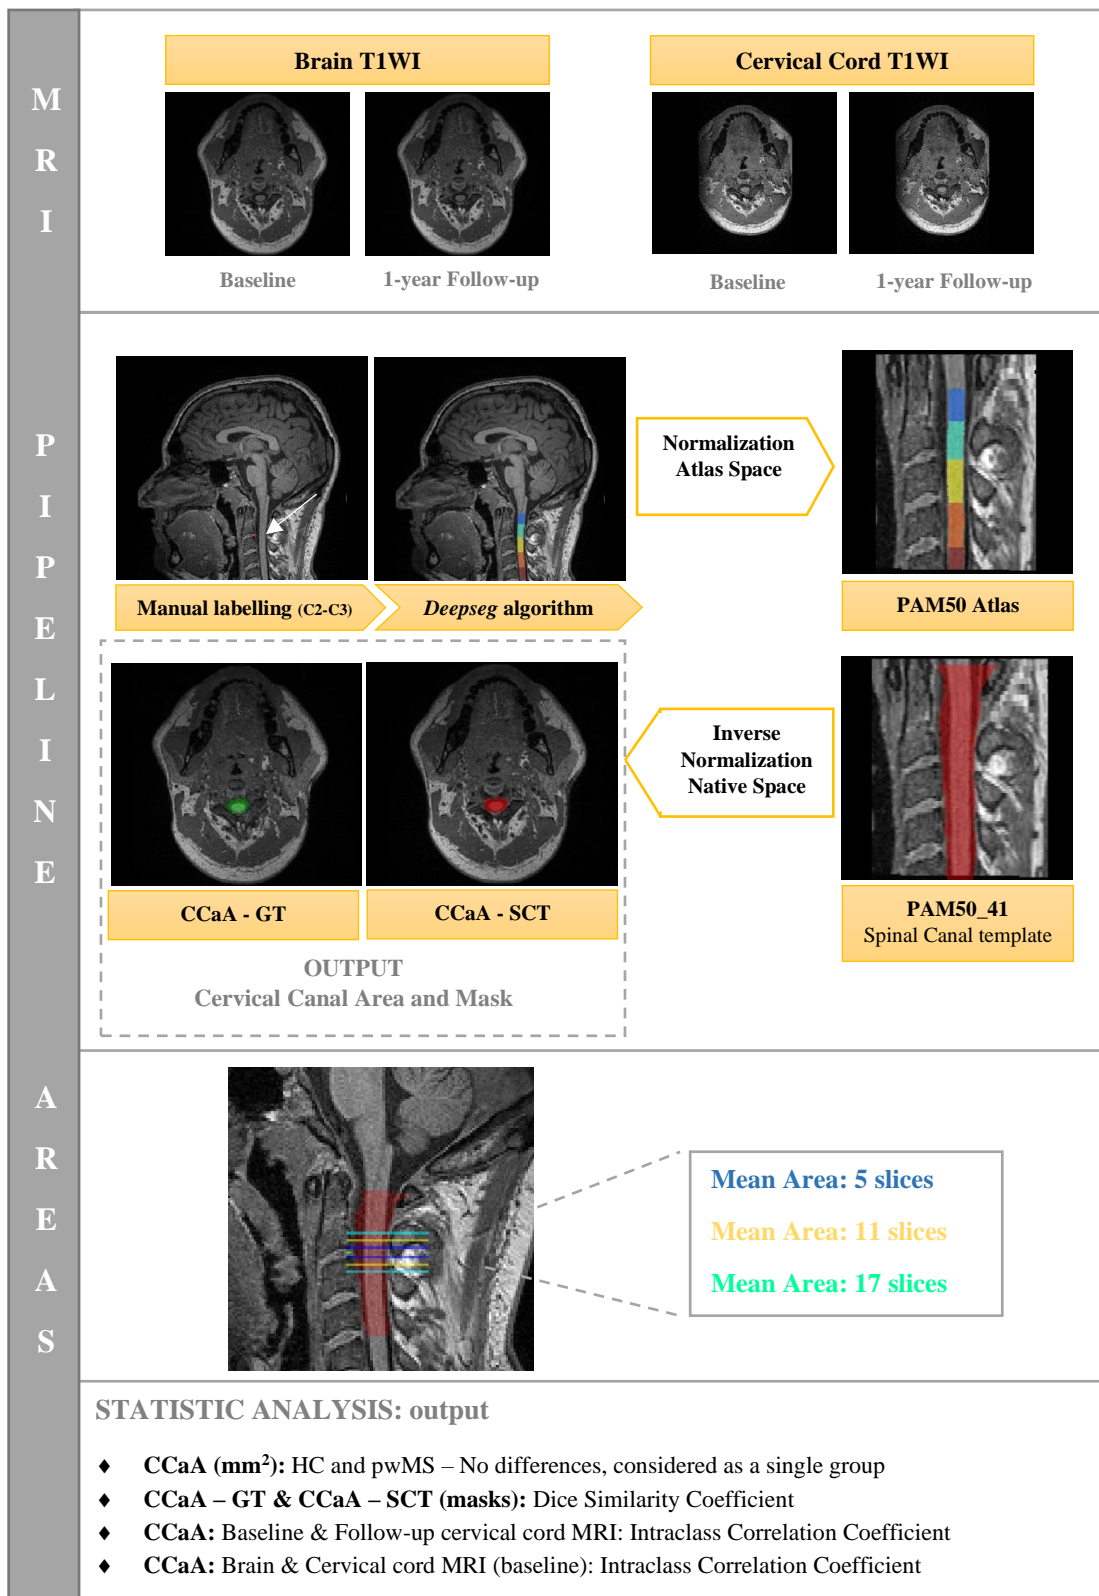 MRI
Brain T1WI
Cervical Cord T1WI
Baseline
1-year Follow-up
Baseline
1-year Follow-up
PIPELINE
Normalization
Atlas Space
Manual labelling (C2-C3)
Deepseg algorithm
PAM50 Atlas
Inverse
Normalization
Native Space
CCaA - GT
CCaA - SCT
PAM50_41
Spinal Canal template
OUTPUT
Cervical Canal Area and Mask
AREAS
Mean Area: 5 slices
Mean Area: 11 slices
Mean Area: 17 slices
STATISTIC ANALYSIS: output
♦ CCaA (mm²): HC and pwMS – No differences, considered as a single group
♦ CCaA – GT & CCaA – SCT (masks): Dice Similarity Coefficient
♦ CCaA: Baseline & Follow-up cervical cord MRI: Intraclass Correlation Coefficient
♦ CCaA: Brain & Cervical cord MRI (baseline): Intraclass Correlation Coefficient